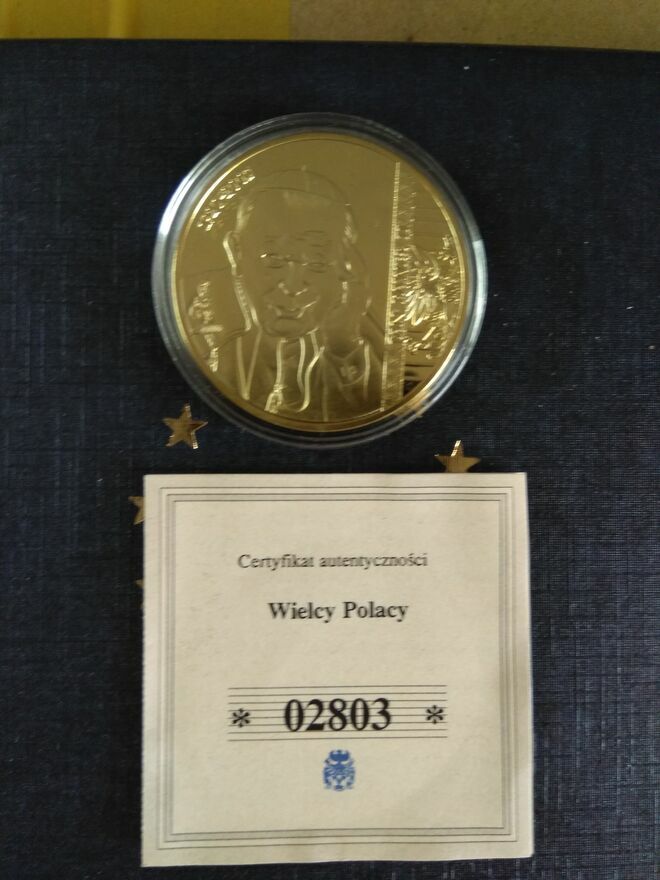 Certyfikat autentyczności
Wielcy Polacy
* 02803 *